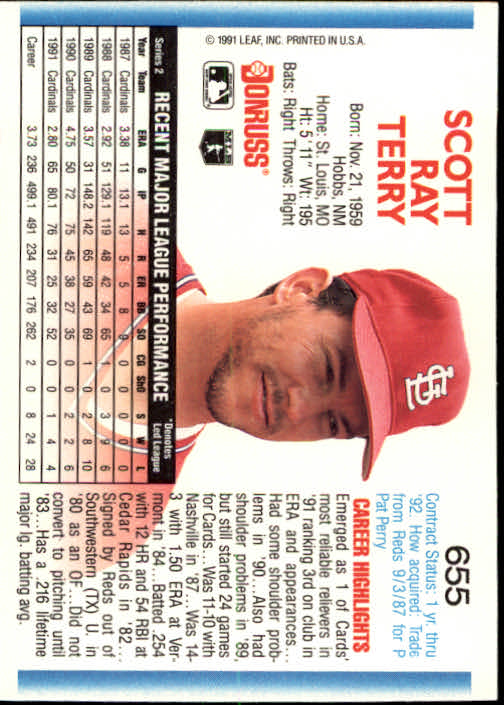 655
SCOTT
RAY
TERRY
Born: Nov. 21, 1959
Hobbs, NM
Home: St. Louis, MO
Ht: 5' 11" Wt: 195
Bats: Right Throws: Right
DONRUSS®
MLB
© 1991 LEAF, INC. PRINTED IN U.S.A.
Contract Status: 1 yr. thru
'92. How acquired: Trade
from Reds 9/3/87 for P
Pat Perry
CAREER HIGHLIGHTS
Emerged as 1 of Cards'
most reliable relievers in
'91 ranking 3rd on club in
ERA and appearances...
Had some shoulder prob-
lems in '90...Also had
shoulder problems in '89,
but still started 24 games
for Cards...Was 11-10 with
Nashville in '87...Was 14-
3 with 1.50 ERA at Ver-
mont in '84...Batted .254
with 12 HR and 54 RBI at
Cedar Rapids in '82...
Signed by Reds out of
Southwestern (TX) U. in
'80 as an OF...Did not
convert to pitching until
'83...Has a .216 lifetime
major lg. batting avg.
Series 2 RECENT MAJOR LEAGUE PERFORMANCE *Denotes
Led League
Year Team ERA G IP H R ER BB SO CG ShO S W L
1987 Cardinals 3.38 11 13.1 13 5 5 8 9 0 0 0 0 0
1988 Cardinals 2.92 51 129.1 119 48 42 34 65 1 0 3 9 6
1989 Cardinals 3.57 31 148.2 142 65 59 43 69 1 0 2 8 10
1990 Cardinals 4.75 50 72 75 45 38 27 35 0 0 2 2 6
1991 Cardinals 2.80 65 80.1 76 31 25 32 52 0 0 1 4 4
Career 3.73 236 499.1 491 234 207 176 262 2 0 8 24 28